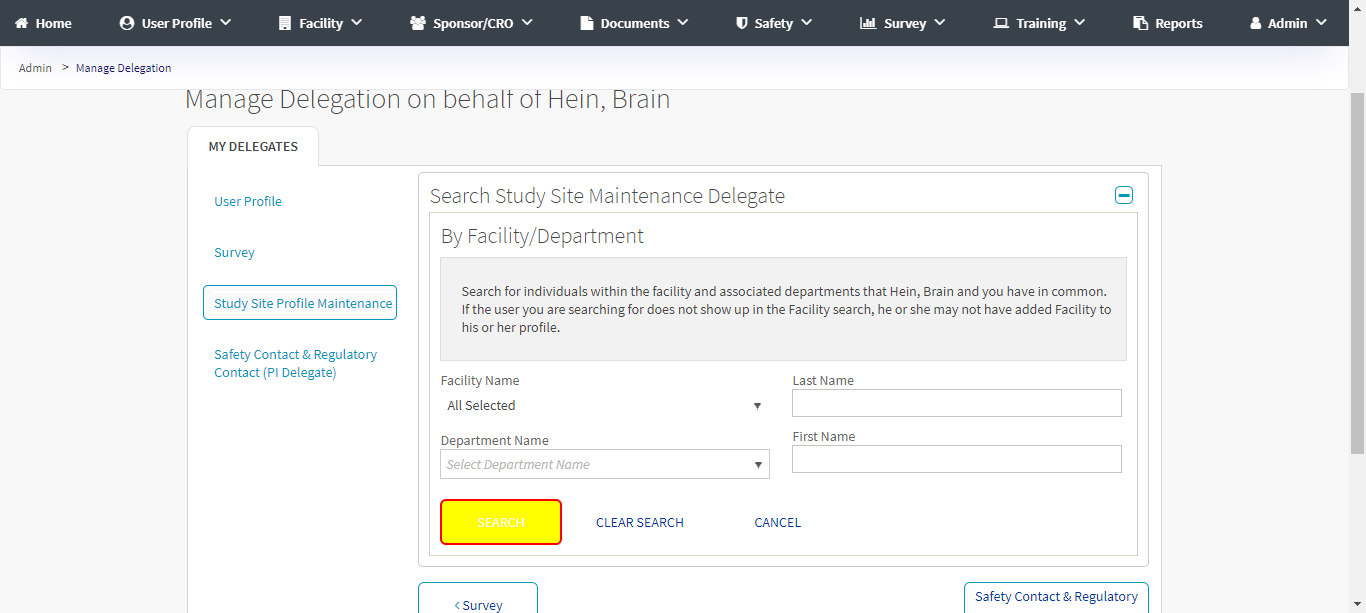 Home
User Profile
Facility
Sponsor/CRO
Documents
Safety
Survey
Training
Reports
Admin
Admin > Manage Delegation
Manage Delegation on behalf of Hein, Brain
MY DELEGATES
User Profile
Survey
Study Site Profile Maintenance
Safety Contact & Regulatory
Contact (PI Delegate)
Search Study Site Maintenance Delegate
By Facility/Department
Search for individuals within the facility and associated departments that Hein, Brain and you have in common.
If the user you are searching for does not show up in the Facility search, he or she may not have added Facility to
his or her profile.
Facility Name
All Selected
Last Name
Department Name
Select Department Name
First Name
SEARCH
CLEAR SEARCH
CANCEL
< Survey
Safety Contact & Regulatory